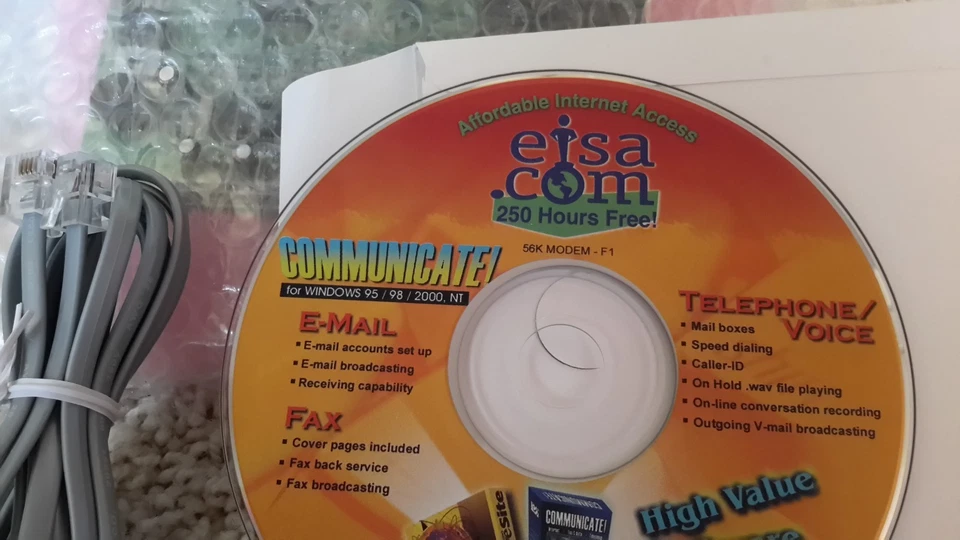 Affordable Internet Access
eisa
.com
250 Hours Free!
56K MODEM - F1
COMMUNICATE!
for WINDOWS 95 / 98 / 2000, NT
E-MAIL
▪ E-mail accounts set up
▪ E-mail broadcasting
▪ Receiving capability
FAX
▪ Cover pages included
▪ Fax back service
▪ Fax broadcasting
TELEPHONE/
VOICE
▪ Mail boxes
▪ Speed dialing
▪ Caller-ID
▪ On Hold .wav file playing
▪ On-line conversation recording
▪ Outgoing V-mail broadcasting
eSite
COMMUNICATE!
High Value